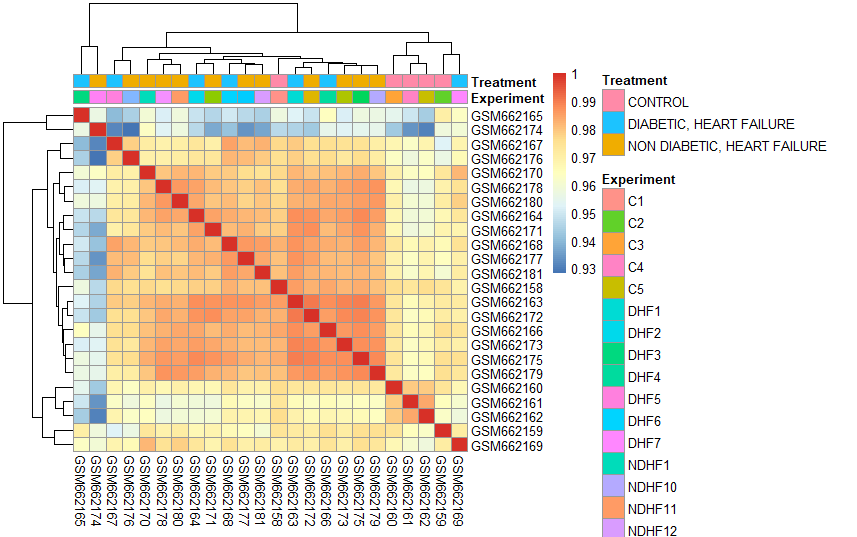 Treatment
Experiment
GSM662165
GSM662174
GSM662167
GSM662176
GSM662170
GSM662178
GSM662180
GSM662164
GSM662171
GSM662168
GSM662177
GSM662181
GSM662158
GSM662163
GSM662172
GSM662166
GSM662173
GSM662175
GSM662179
GSM662160
GSM662161
GSM662162
GSM662159
GSM662169
GSM662165
GSM662174
GSM662167
GSM662176
GSM662170
GSM662178
GSM662180
GSM662164
GSM662171
GSM662168
GSM662177
GSM662181
GSM662158
GSM662163
GSM662172
GSM662166
GSM662173
GSM662175
GSM662179
GSM662160
GSM662161
GSM662162
GSM662159
GSM662169
1
0.99
0.98
0.97
0.96
0.95
0.94
0.93
Treatment
CONTROL
DIABETIC, HEART FAILURE
NON DIABETIC, HEART FAILURE
Experiment
C1
C2
C3
C4
C5
DHF1
DHF2
DHF3
DHF4
DHF5
DHF6
DHF7
NDHF1
NDHF10
NDHF11
NDHF12